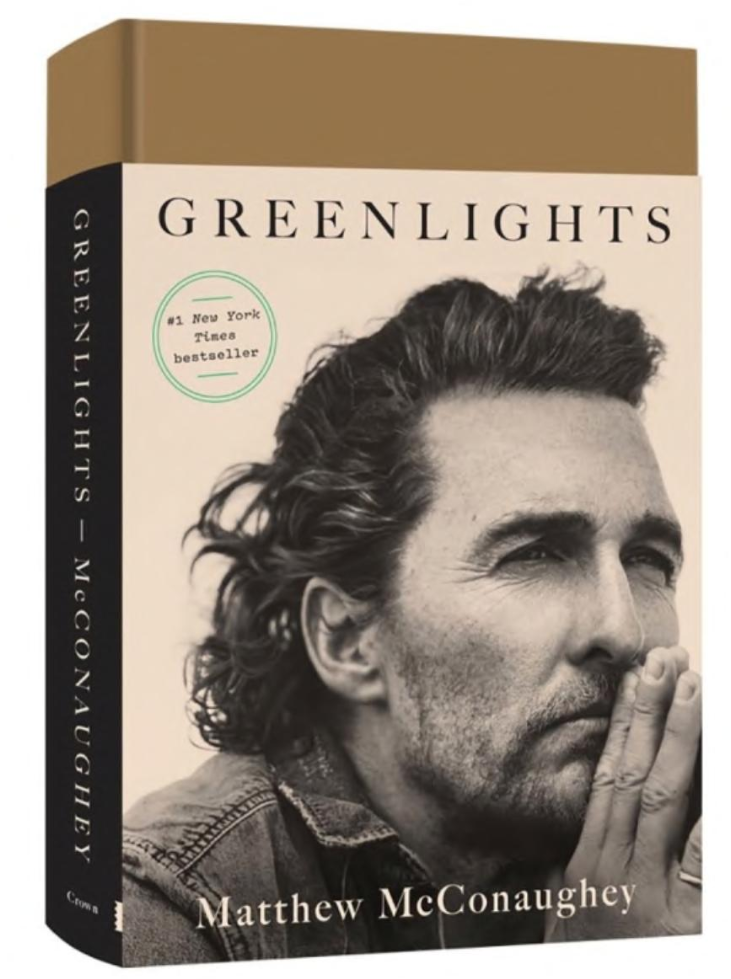 GREENLIGHTS
#1 New York
Times
bestseller
Matthew McConaughey
GREENLIGHTS — McCONAUGHEY
Crown